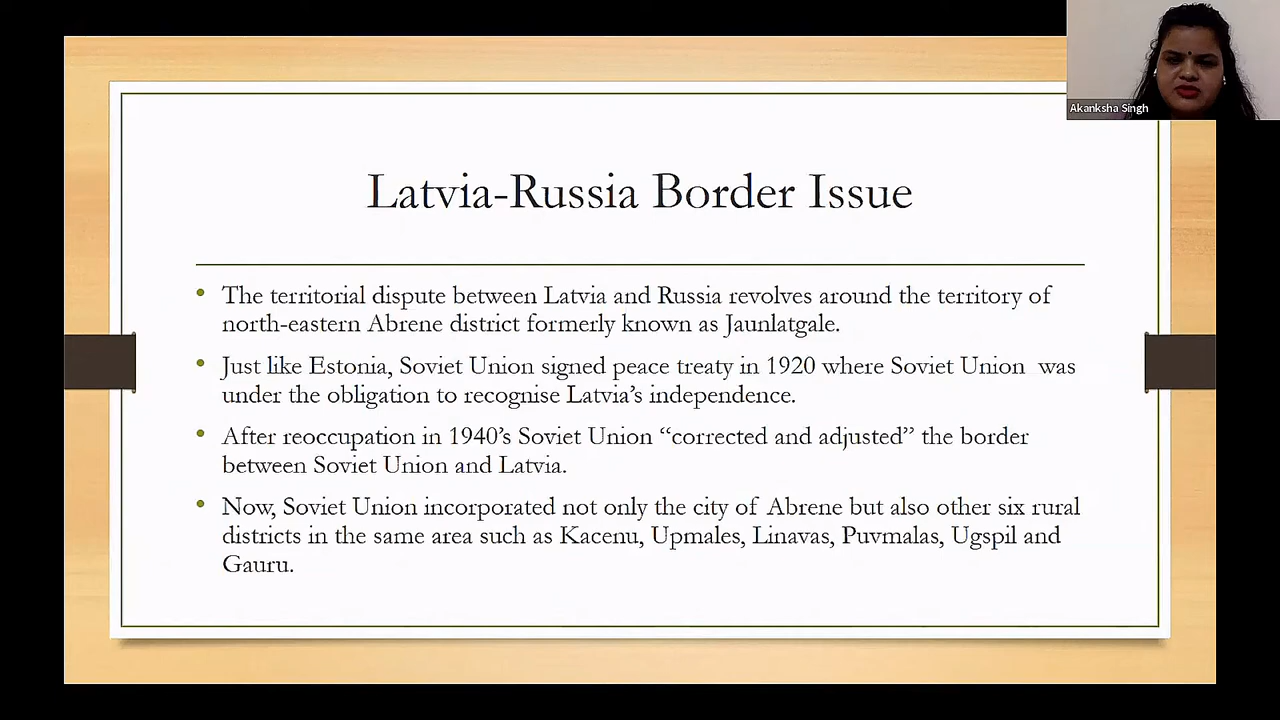 Akanksha Singh
Latvia-Russia Border Issue
• The territorial dispute between Latvia and Russia revolves around the territory of
north-eastern Abrene district formerly known as Jaunlatgale.
• Just like Estonia, Soviet Union signed peace treaty in 1920 where Soviet Union was
under the obligation to recognise Latvia's independence.
• After reoccupation in 1940's Soviet Union “corrected and adjusted” the border
between Soviet Union and Latvia.
• Now, Soviet Union incorporated not only the city of Abrene but also other six rural
districts in the same area such as Kacenu, Upmales, Linavas, Puvmalas, Ugspil and
Gauru.